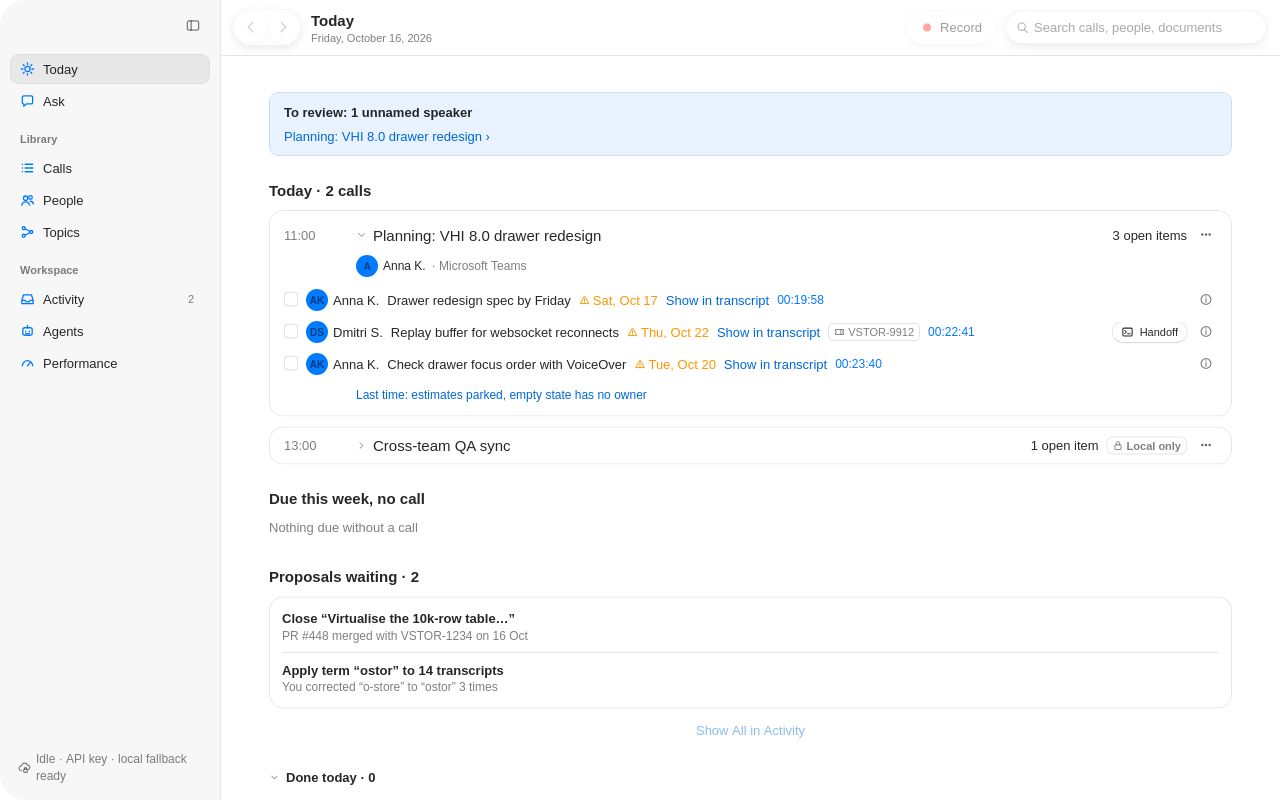 Today
Ask
Library
Calls
People
Topics
Workspace
Activity 2
Agents
Performance
Idle · API key · local fallback
ready
Today
Friday, October 16, 2026
Record
Search calls, people, documents
To review: 1 unnamed speaker
Planning: VHI 8.0 drawer redesign ›
Today · 2 calls
11:00 Planning: VHI 8.0 drawer redesign 3 open items
A Anna K. · Microsoft Teams
AK Anna K. Drawer redesign spec by Friday Sat, Oct 17 Show in transcript 00:19:58
DS Dmitri S. Replay buffer for websocket reconnects Thu, Oct 22 Show in transcript VSTOR-9912 00:22:41 Handoff
AK Anna K. Check drawer focus order with VoiceOver Tue, Oct 20 Show in transcript 00:23:40
Last time: estimates parked, empty state has no owner
13:00 Cross-team QA sync 1 open item Local only
Due this week, no call
Nothing due without a call
Proposals waiting · 2
Close “Virtualise the 10k-row table…”
PR #448 merged with VSTOR-1234 on 16 Oct
Apply term “ostor” to 14 transcripts
You corrected “o-store” to “ostor” 3 times
Show All in Activity
Done today · 0